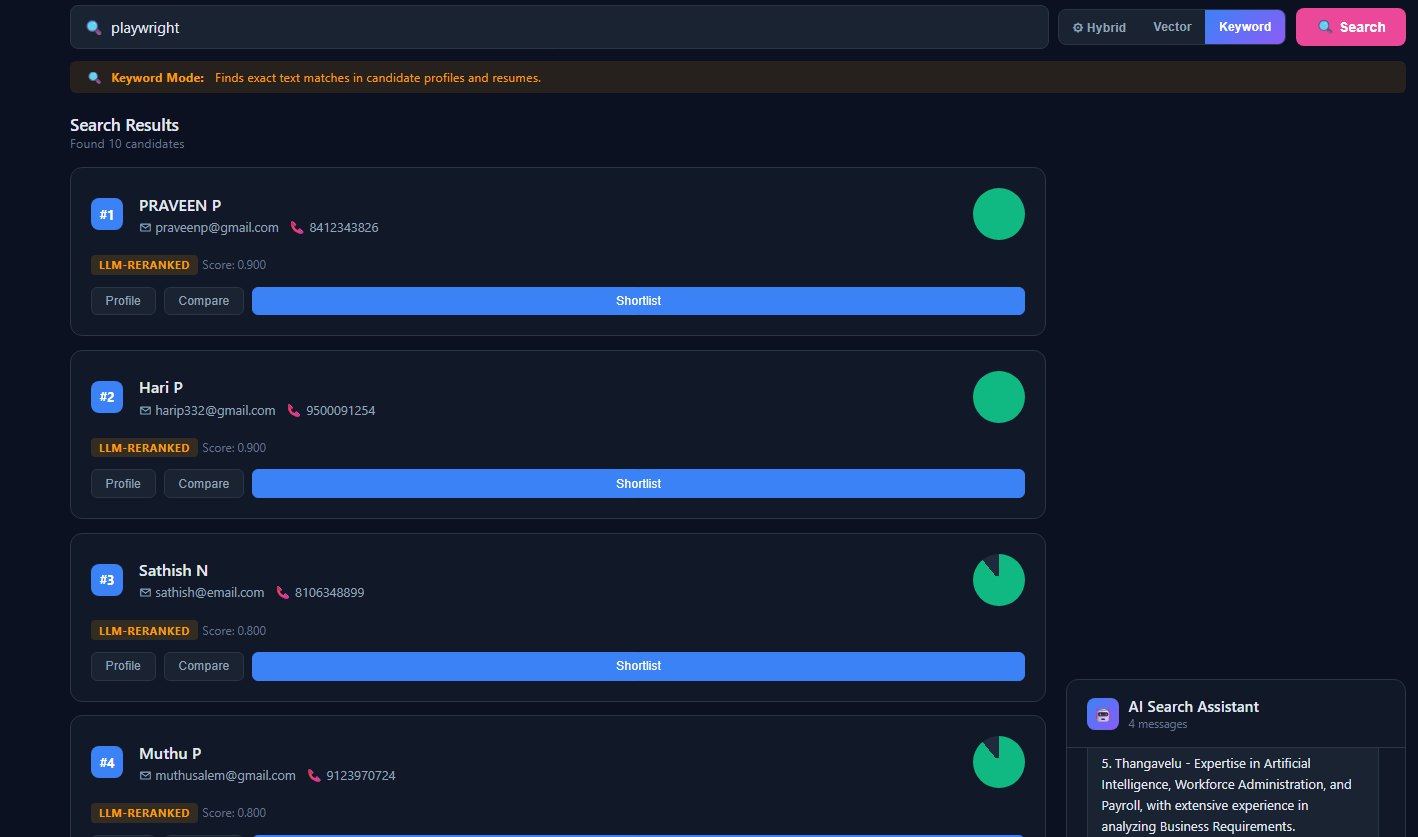 playwright
Hybrid
Vector
Keyword
Search
Keyword Mode: Finds exact text matches in candidate profiles and resumes.
Search Results
Found 10 candidates
#1
PRAVEEN P
praveenp@gmail.com 8412343826
LLM-RERANKED Score: 0.900
Profile Compare Shortlist
#2
Hari P
harip332@gmail.com 9500091254
LLM-RERANKED Score: 0.900
Profile Compare Shortlist
#3
Sathish N
sathish@email.com 8106348899
LLM-RERANKED Score: 0.800
Profile Compare Shortlist
#4
Muthu P
muthusalem@gmail.com 9123970724
LLM-RERANKED Score: 0.800
AI Search Assistant
4 messages
5. Thangavelu - Expertise in Artificial
Intelligence, Workforce Administration, and
Payroll, with extensive experience in
analyzing Business Requirements.